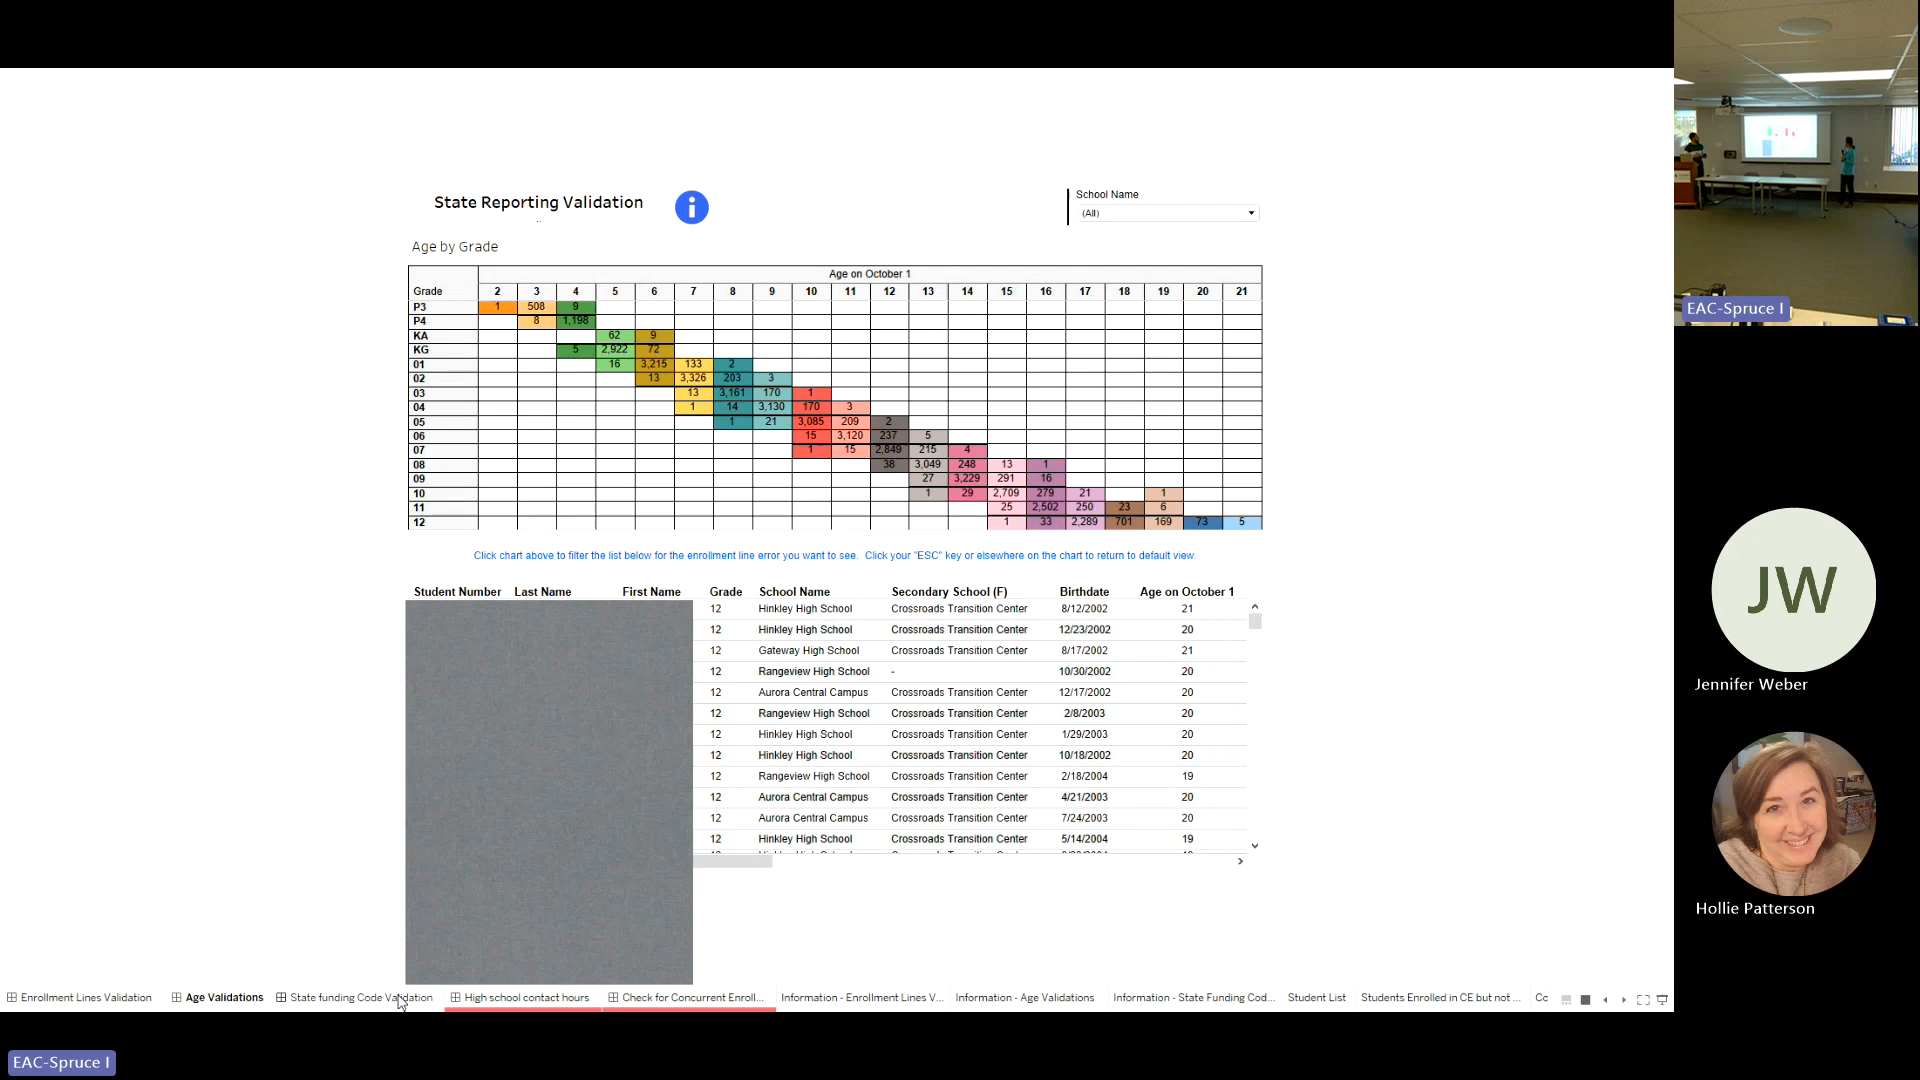 State Reporting Validation
School Name
(All)
Age by Grade
Age on October 1
Grade 2 3 4 5 6 7 8 9 10 11 12 13 14 15 16 17 18 19 20 21
P3 1 508 9
P4 8 1,198
KA 62 9
KG 5 2,922 72
01 16 3,215 133 2
02 13 3,326 203 3
03 13 3,161 170 1
04 1 14 3,130 170 3
05 1 21 3,085 209 2
06 15 3,120 237 5
07 1 15 2,849 215 4
08 38 3,049 248 13 1
09 27 3,229 291 16
10 1 29 2,709 279 21 1
11 25 2,502 250 23 6
12 1 33 2,289 701 169 73 5
Click chart above to filter the list below for the enrollment line error you want to see. Click your "ESC" key or elsewhere on the chart to return to default view.
Student Number Last Name First Name Grade School Name Secondary School (F) Birthdate Age on October 1
12 Hinkley High School Crossroads Transition Center 8/12/2002 21
12 Hinkley High School Crossroads Transition Center 12/23/2002 20
12 Gateway High School Crossroads Transition Center 8/17/2002 21
12 Rangeview High School - 10/30/2002 20
12 Aurora Central Campus Crossroads Transition Center 12/17/2002 20
12 Rangeview High School Crossroads Transition Center 2/8/2003 20
12 Hinkley High School Crossroads Transition Center 1/29/2003 20
12 Hinkley High School Crossroads Transition Center 10/18/2002 20
12 Rangeview High School Crossroads Transition Center 2/18/2004 19
12 Aurora Central Campus Crossroads Transition Center 4/21/2003 20
12 Aurora Central Campus Crossroads Transition Center 7/24/2003 20
12 Hinkley High School Crossroads Transition Center 5/14/2004 19
Enrollment Lines Validation Age Validations State funding Code Validation High school contact hours Check for Concurrent Enroll... Information - Enrollment Lines V... Information - Age Validations Information - State Funding Cod... Student List Students Enrolled in CE but not ... Cc
EAC-Spruce I
EAC-Spruce I
JW
Jennifer Weber
Hollie Patterson